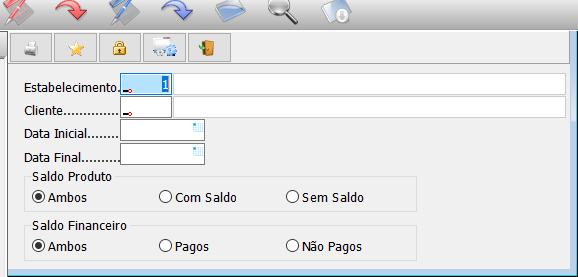 Estabelecimento. 1
Cliente.......
Data Inicial........
Data Final.........
Saldo Produto
Ambos Com Saldo Sem Saldo
Saldo Financeiro
Ambos Pagos Não Pagos